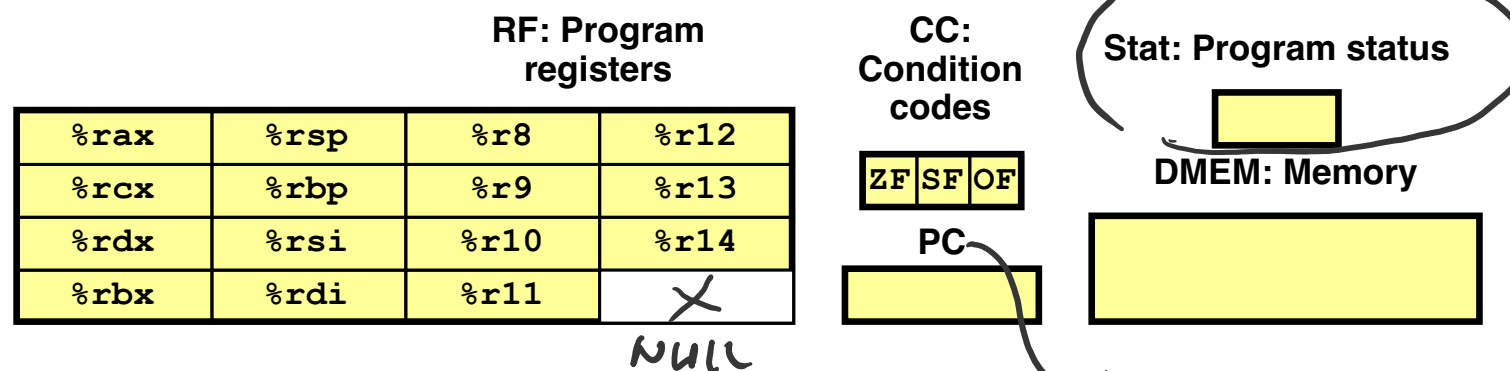 RF: Program
registers
CC:
Condition
codes
Stat: Program status
%rax %rsp %r8 %r12
%rcx %rbp %r9 %r13
%rdx %rsi %r10 %r14
%rbx %rdi %r11 X
NULL
ZF SF OF
PC
DMEM: Memory